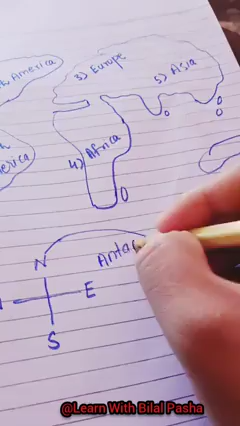 America
3) Europe
5) Asia
4) Africa
N
E
S
Anta
@Learn With Bilal Pasha